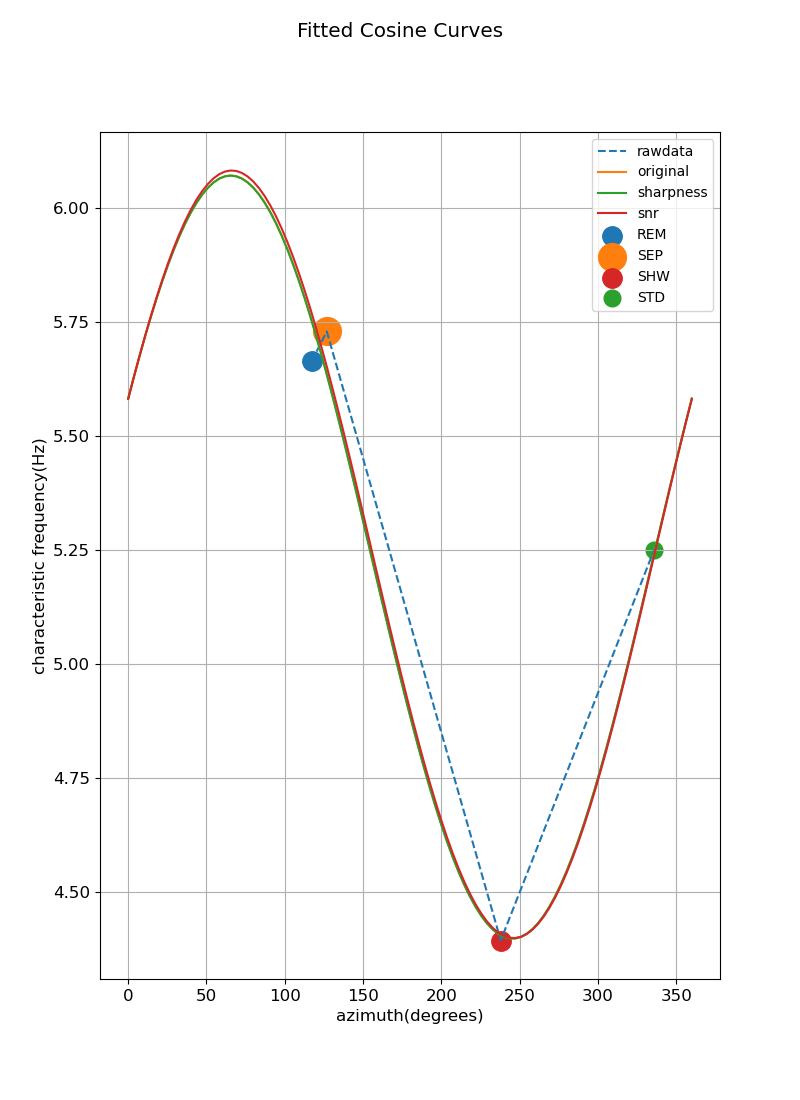 Fitted Cosine Curves
rawdata
original
sharpness
snr
REM
SEP
SHW
STD
6.00
5.75
5.50
5.25
5.00
4.75
4.50
characteristic frequency(Hz)
0 50 100 150 200 250 300 350
azimuth(degrees)